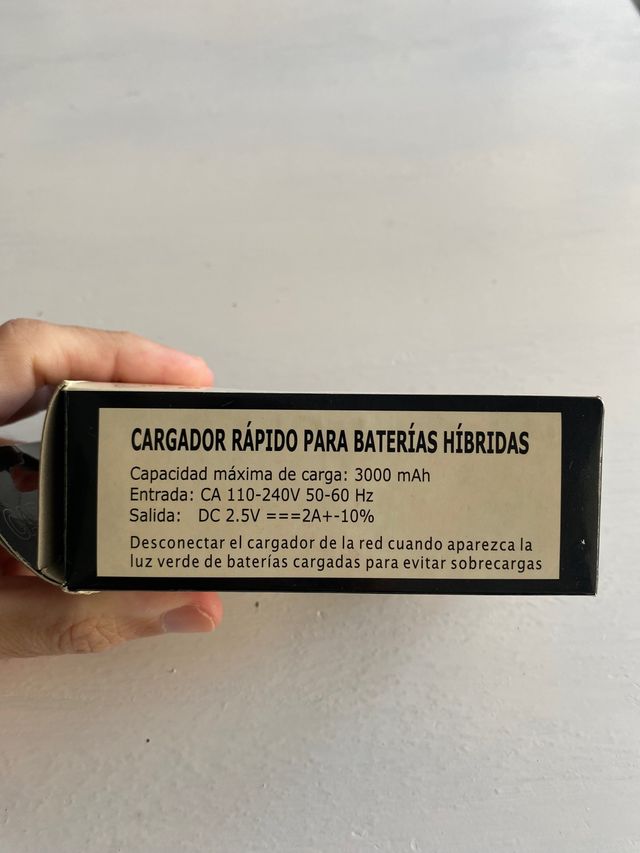 CARGADOR RÁPIDO PARA BATERÍAS HÍBRIDAS
Capacidad máxima de carga: 3000 mAh
Entrada: CA 110-240V 50-60 Hz
Salida: DC 2.5V ===2A+-10%
Desconectar el cargador de la red cuando aparezca la
luz verde de baterías cargadas para evitar sobrecargas